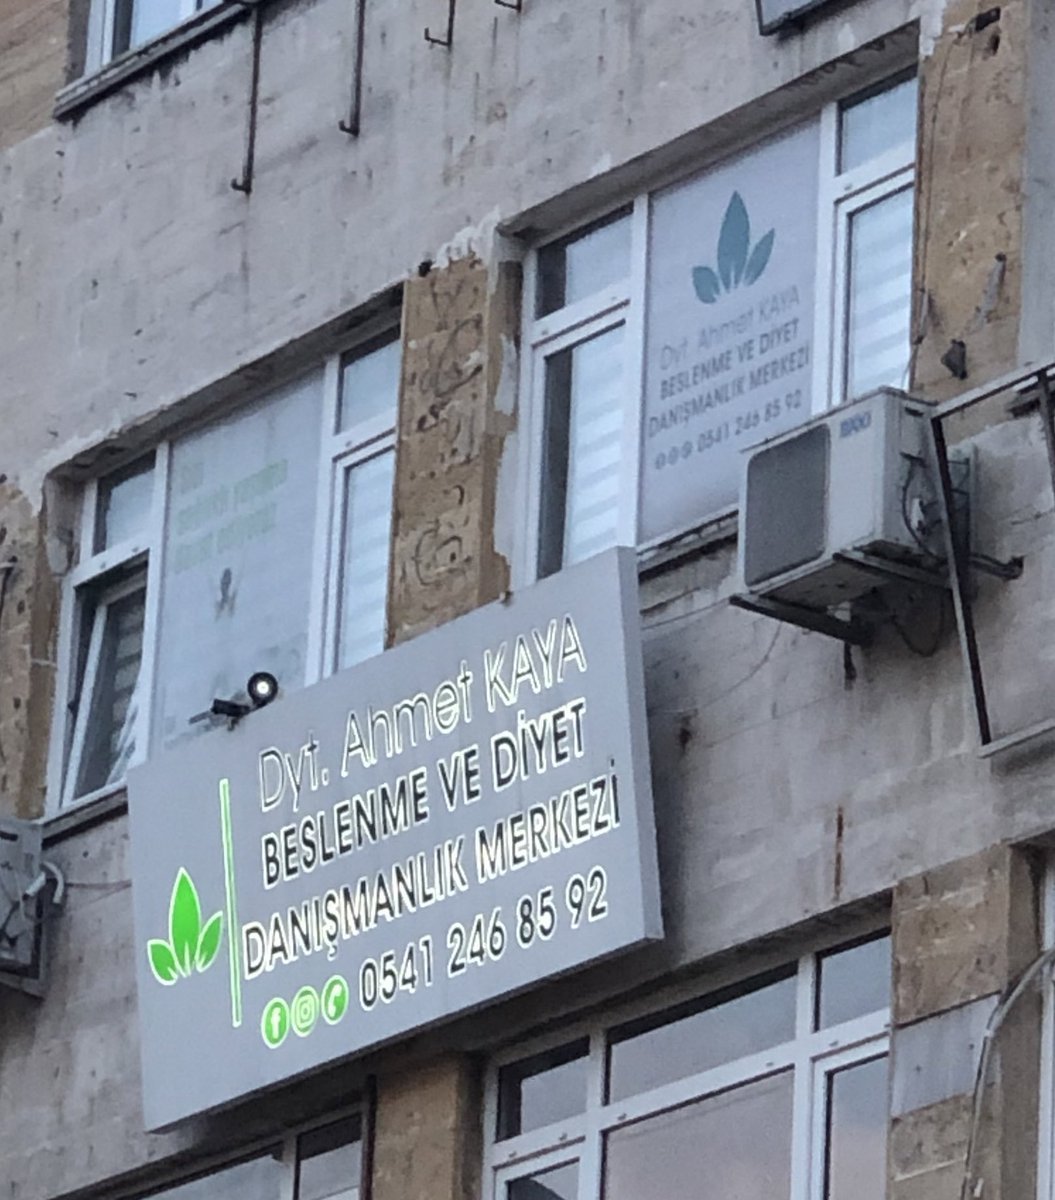 Dyt. Ahmet KAYA
BESLENME VE DİYET
DANIŞMANLIK MERKEZİ
0541 246 85 92
Dyt. Ahmet KAYA
BESLENME VE DİYET
DANIŞMANLIK MERKEZİ
0541 246 85 92